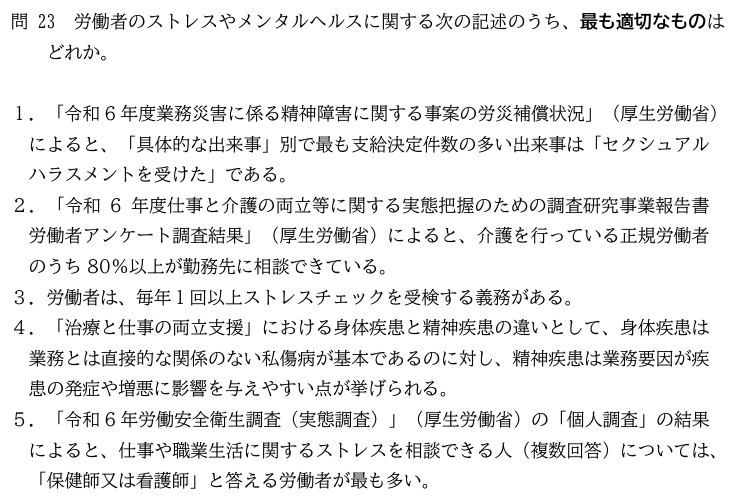 問 23 労働者のストレスやメンタルヘルスに関する次の記述のうち、最も適切なものは
どれか。
1．「令和6年度業務災害に係る精神障害に関する事案の労災補償状況」（厚生労働省）
によると、「具体的な出来事」別で最も支給決定件数の多い出来事は「セクシュアル
ハラスメントを受けた」である。
2．「令和 6 年度仕事と介護の両立等に関する実態把握のための調査研究事業報告書
労働者アンケート調査結果」（厚生労働省）によると、介護を行っている正規労働者
のうち 80％以上が勤務先に相談できている。
3．労働者は、毎年1回以上ストレスチェックを受検する義務がある。
4．「治療と仕事の両立支援」における身体疾患と精神疾患の違いとして、身体疾患は
業務とは直接的な関係のない私傷病が基本であるのに対し、精神疾患は業務要因が疾
患の発症や増悪に影響を与えやすい点が挙げられる。
5．「令和6年労働安全衛生調査（実態調査）」（厚生労働省）の「個人調査」の結果
によると、仕事や職業生活に関するストレスを相談できる人（複数回答）については、
「保健師又は看護師」と答える労働者が最も多い。